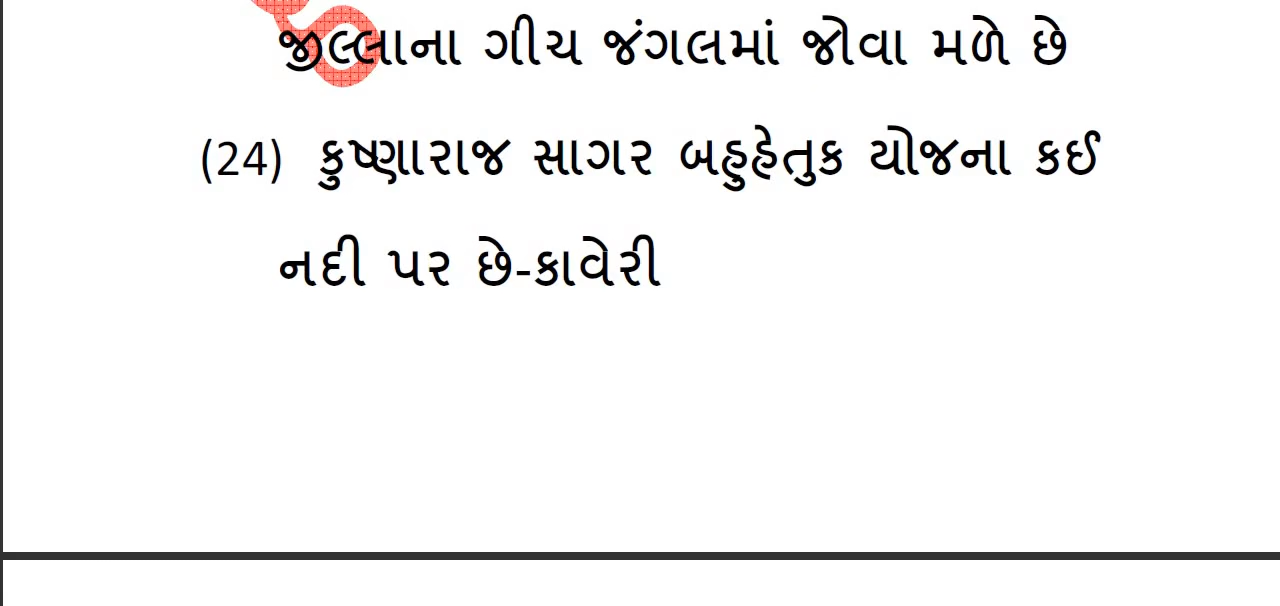 જીલ્લાના ગીચ જંગલમાં જોવા મળે છે
(24) કુષ્ણારાજ સાગર બહુહેતુક યોજના કઈ
નદી પર છે-કાવેરી